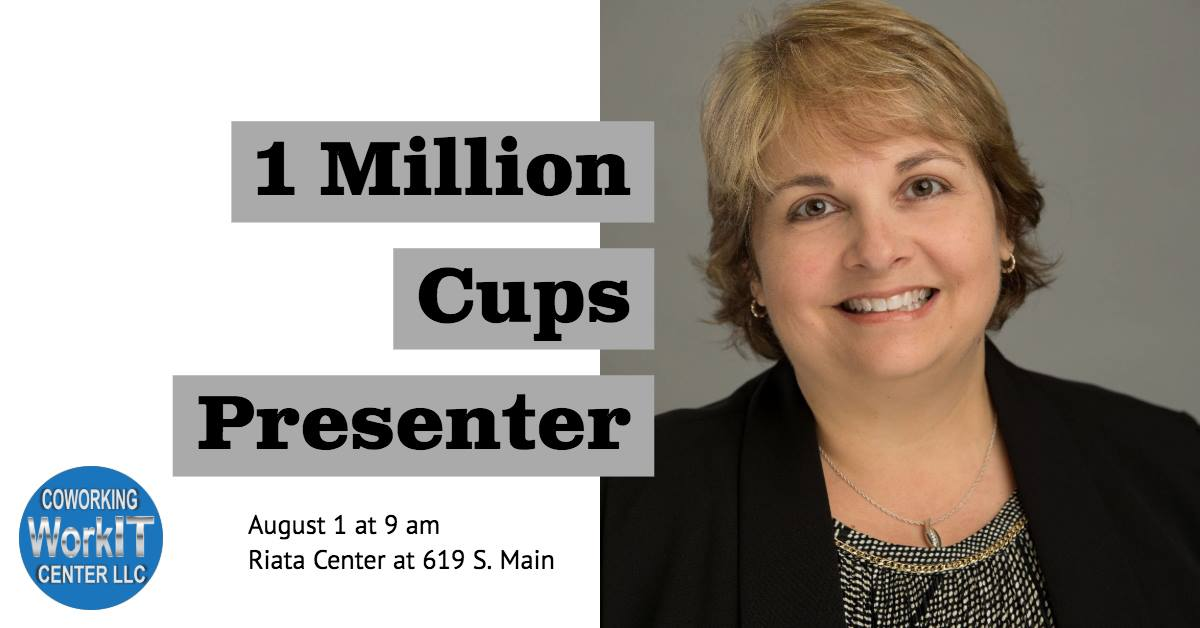 1 Million
Cups
Presenter
COWORKING
WorkIT
CENTER LLC
August 1 at 9 am
Riata Center at 619 S. Main